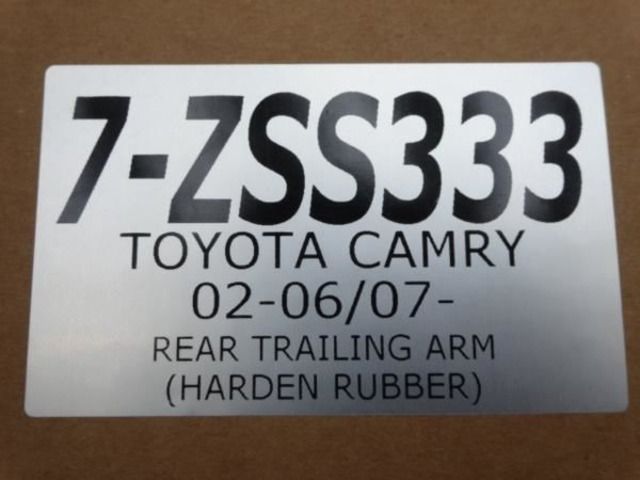 7-ZSS333
TOYOTA CAMRY
02-06/07-
REAR TRAILING ARM
(HARDEN RUBBER)